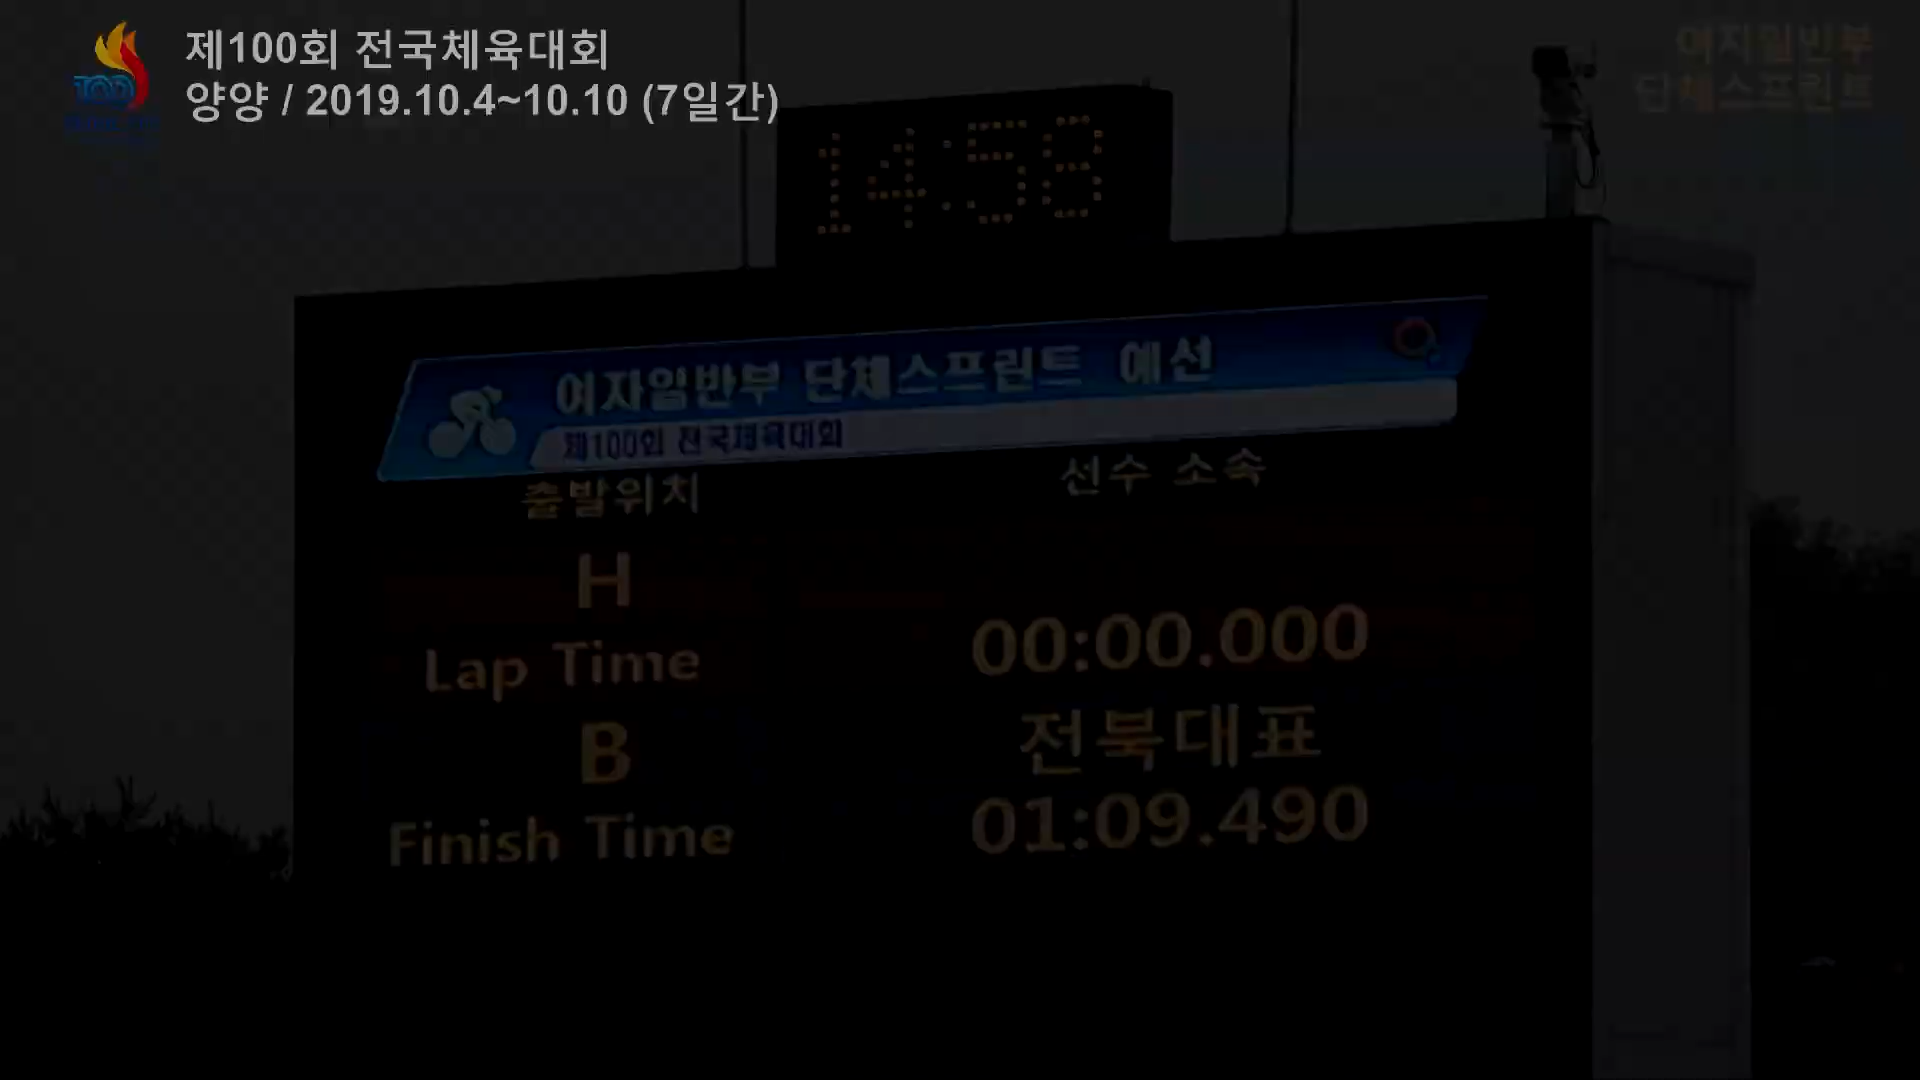 제100회 전국체육대회
양양 / 2019.10.4~10.10 (7일간)
여자일반부
단체스프린트
100
14:58
여자일반부 단체스프린트 예선
제100회 전국체육대회
출발위치 선수 소속
H
Lap Time 00:00.000
B 전북대표
Finish Time 01:09.490